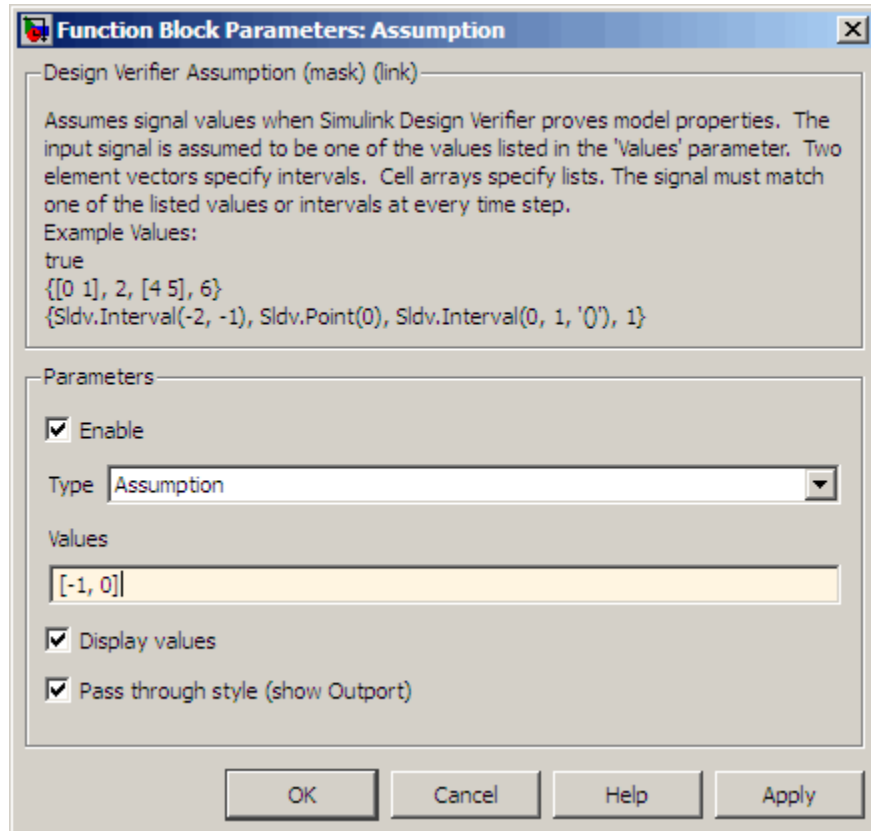 Function Block Parameters: Assumption
Design Verifier Assumption (mask) (link)
Assumes signal values when Simulink Design Verifier proves model properties.  The
input signal is assumed to be one of the values listed in the 'Values' parameter.  Two
element vectors specify intervals.  Cell arrays specify lists. The signal must match
one of the listed values or intervals at every time step.
Example Values:
true
{[0 1], 2, [4 5], 6}
{Sldv.Interval(-2, -1), Sldv.Point(0), Sldv.Interval(0, 1, '()'), 1}
Parameters
Enable
Type Assumption
Values
[-1, 0]
Display values
Pass through style (show Outport)
OK Cancel Help Apply